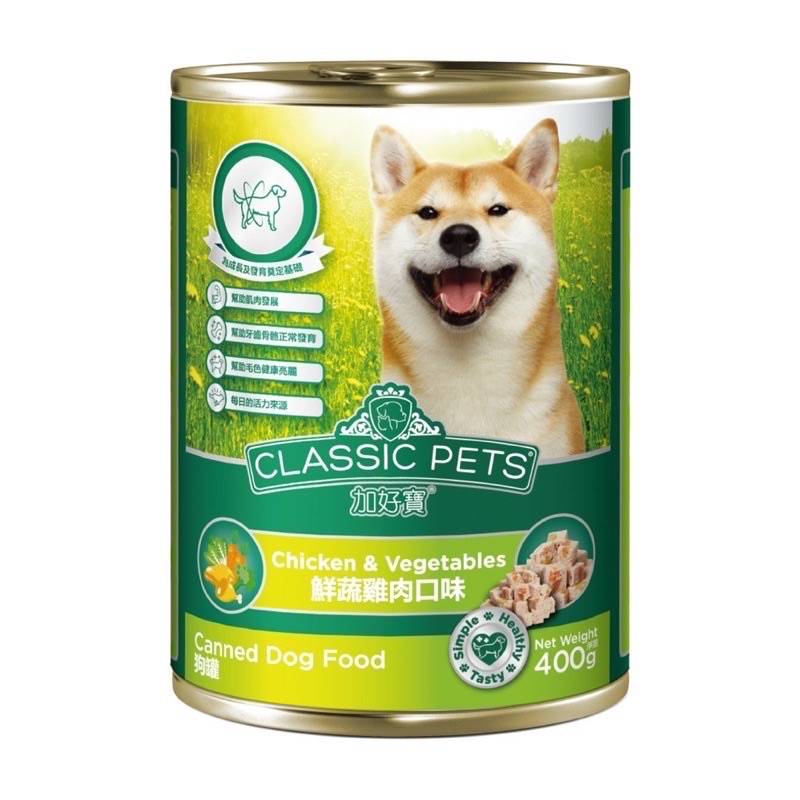 為成長及發育奠定基礎
幫助肌肉發展
幫助牙齒骨骼正常發育
幫助毛色健康亮麗
每日的活力來源
CLASSIC PETS®
加好寶®
Chicken & Vegetables
鮮蔬雞肉口味
Canned Dog Food
狗罐
Simple Healthy Tasty
Net Weight
淨重
400g